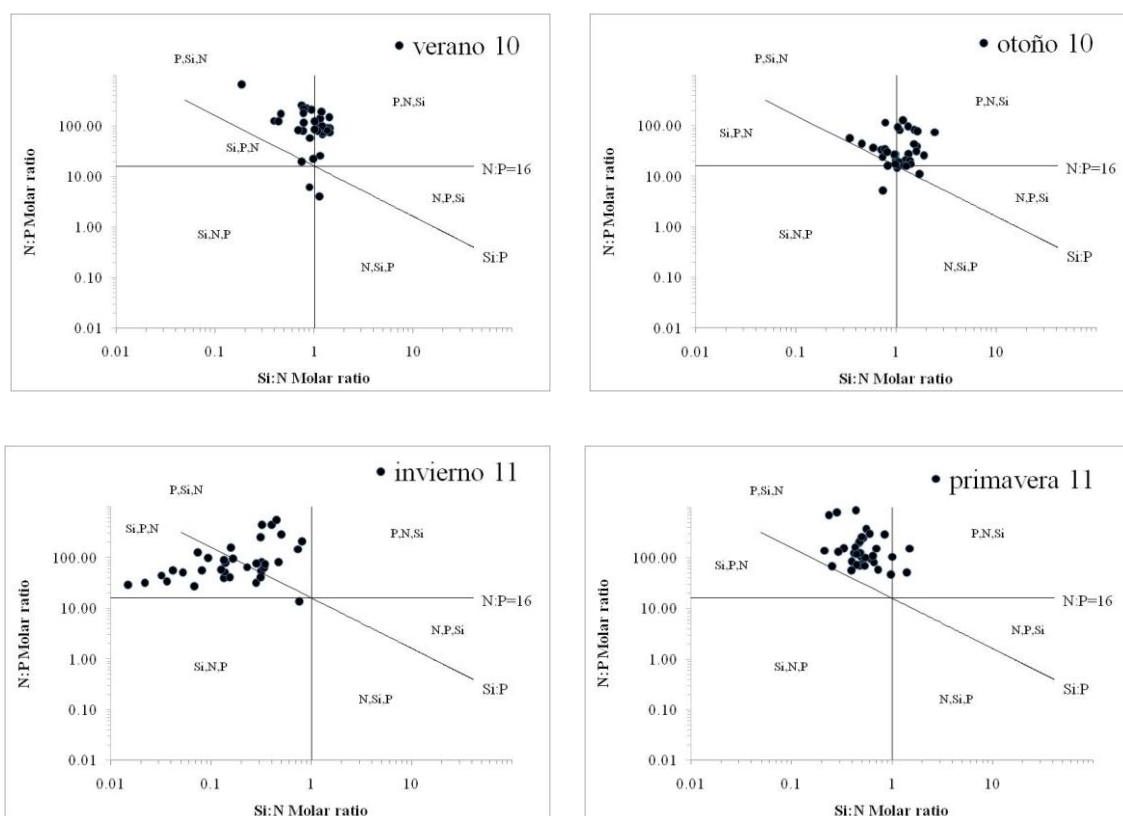 verano 10
P,Si,N
P,N,Si
100.00
Si,P,N
N:P=16
10.00
N,P,Si
1.00
Si,N,P
N,Si,P
Si:P
0.10
0.01
0.01
0.1
1
10
N:P Molar ratio
Si:N Molar ratio
otoño 10
P,Si,N
P,N,Si
100.00
Si,P,N
N:P=16
10.00
N,P,Si
1.00
Si,N,P
N,Si,P
Si:P
0.10
0.01
0.01
0.1
1
10
N:P Molar ratio
Si:N Molar ratio
invierno 11
P,Si,N
Si,P,N
P,N,Si
100.00
N:P=16
10.00
N,P,Si
1.00
Si,N,P
N,Si,P
Si:P
0.10
0.01
0.01
0.1
1
10
N:P Molar ratio
Si:N Molar ratio
primavera 11
P,Si,N
P,N,Si
100.00
Si,P,N
N:P=16
10.00
N,P,Si
1.00
Si,N,P
N,Si,P
Si:P
0.10
0.01
0.01
0.1
1
10
N:P Molar ratio
Si:N Molar ratio